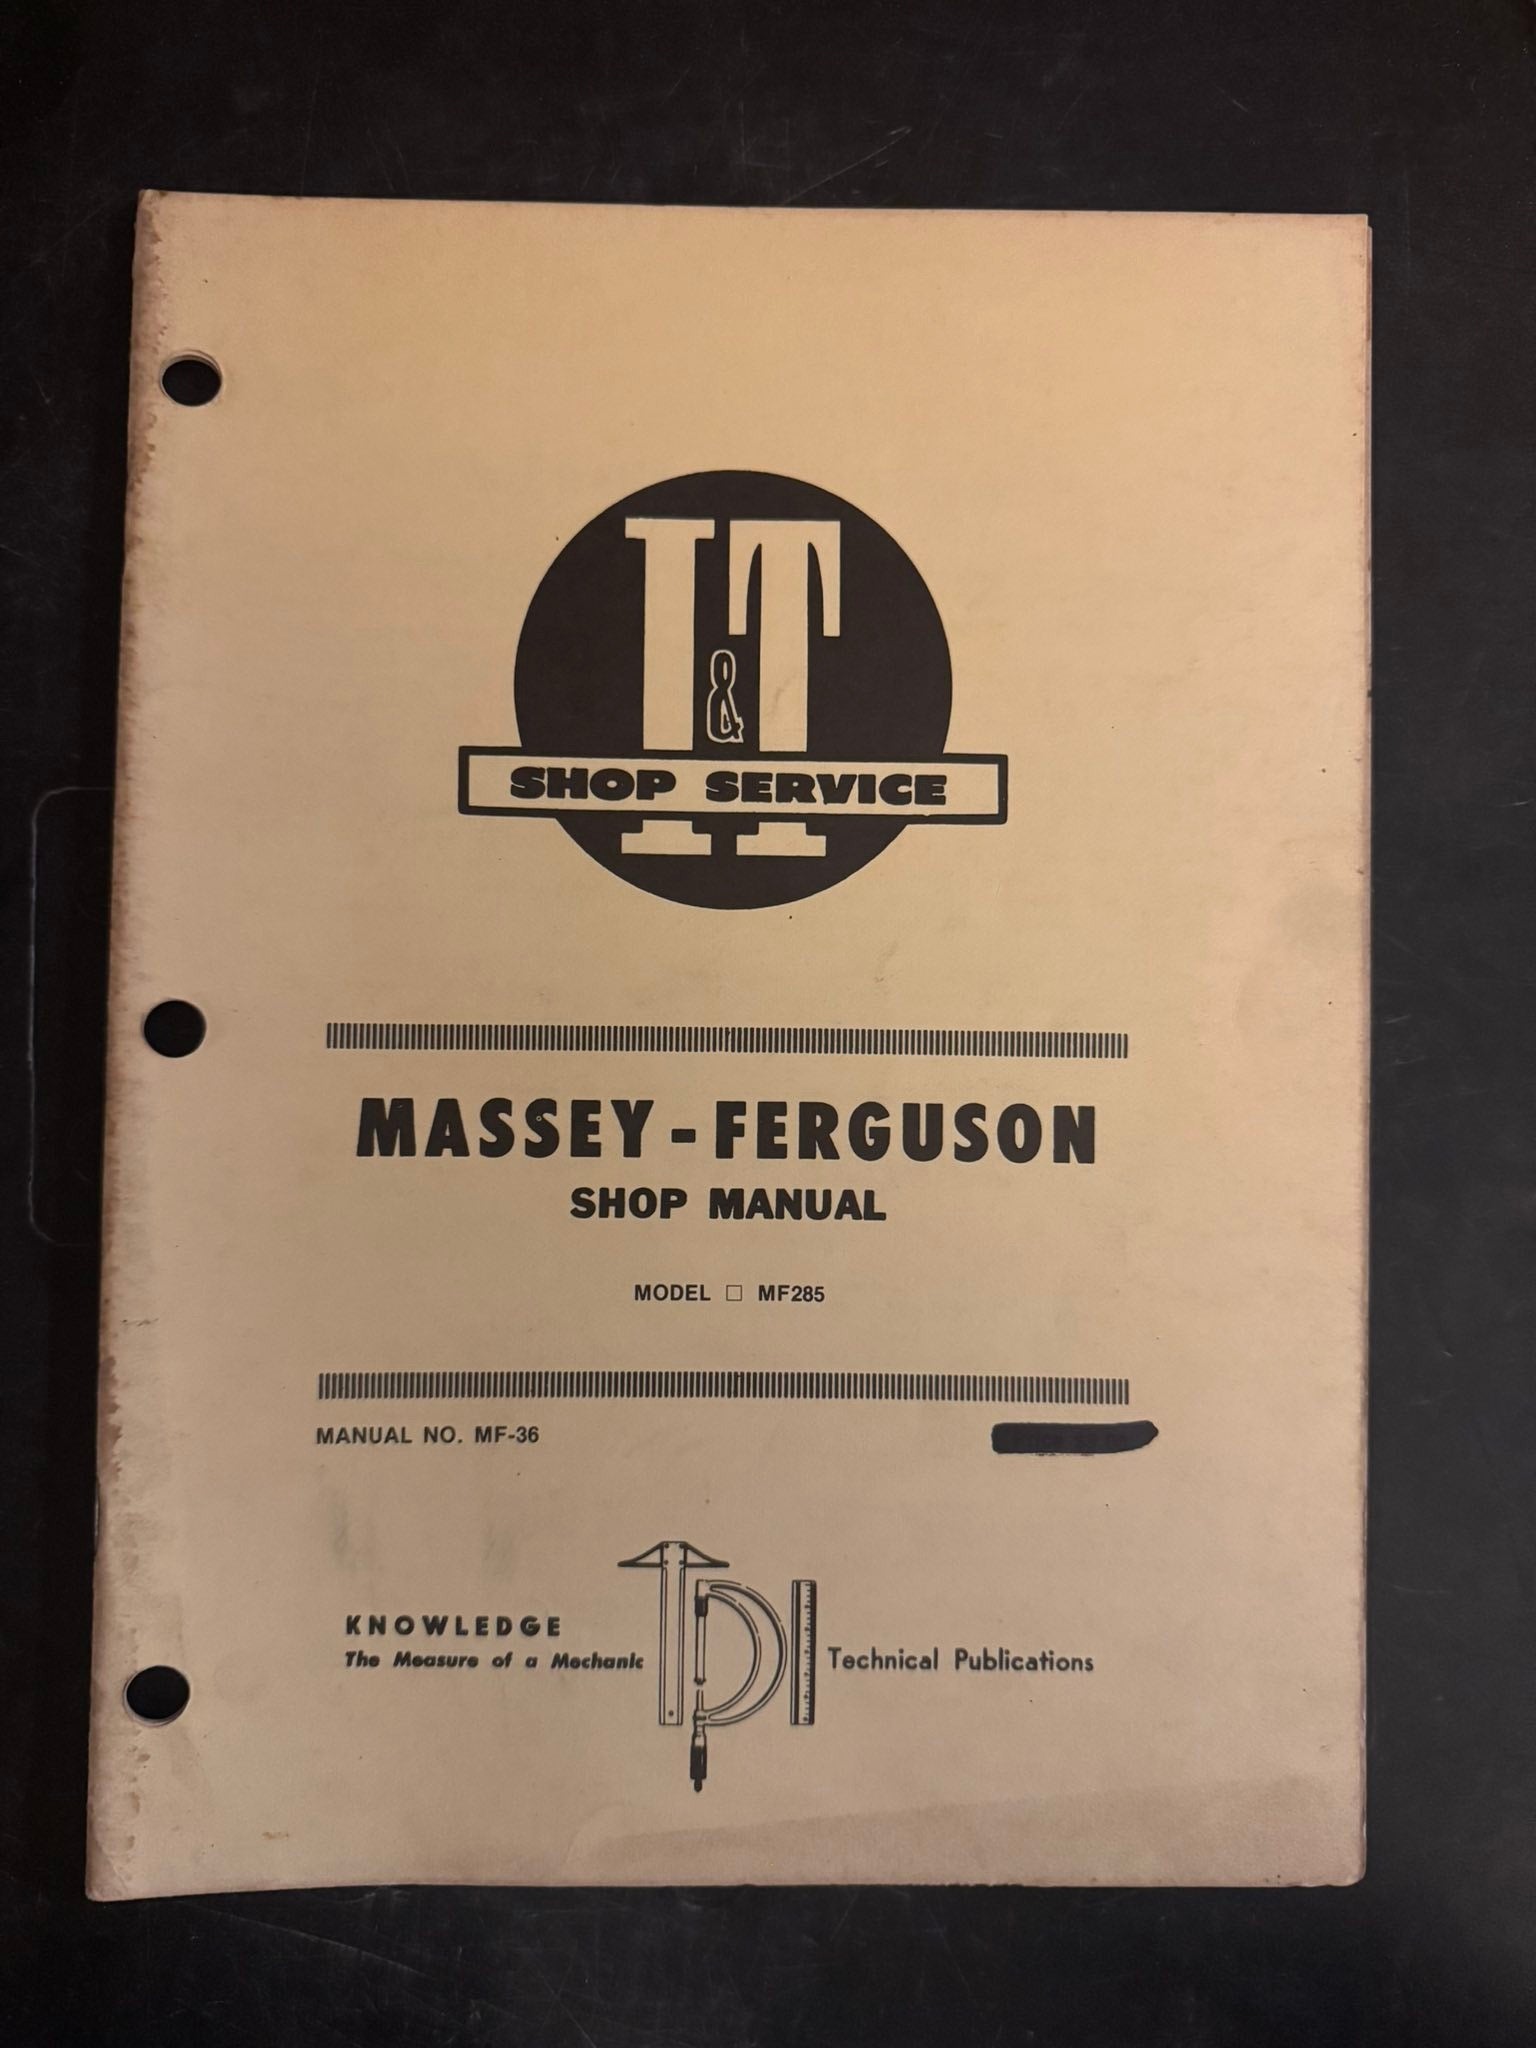 I&T
SHOP SERVICE
MASSEY-FERGUSON
SHOP MANUAL
MODEL □ MF285
MANUAL NO. MF-36
KNOWLEDGE
The Measure of a Mechanic
TPI
Technical Publications